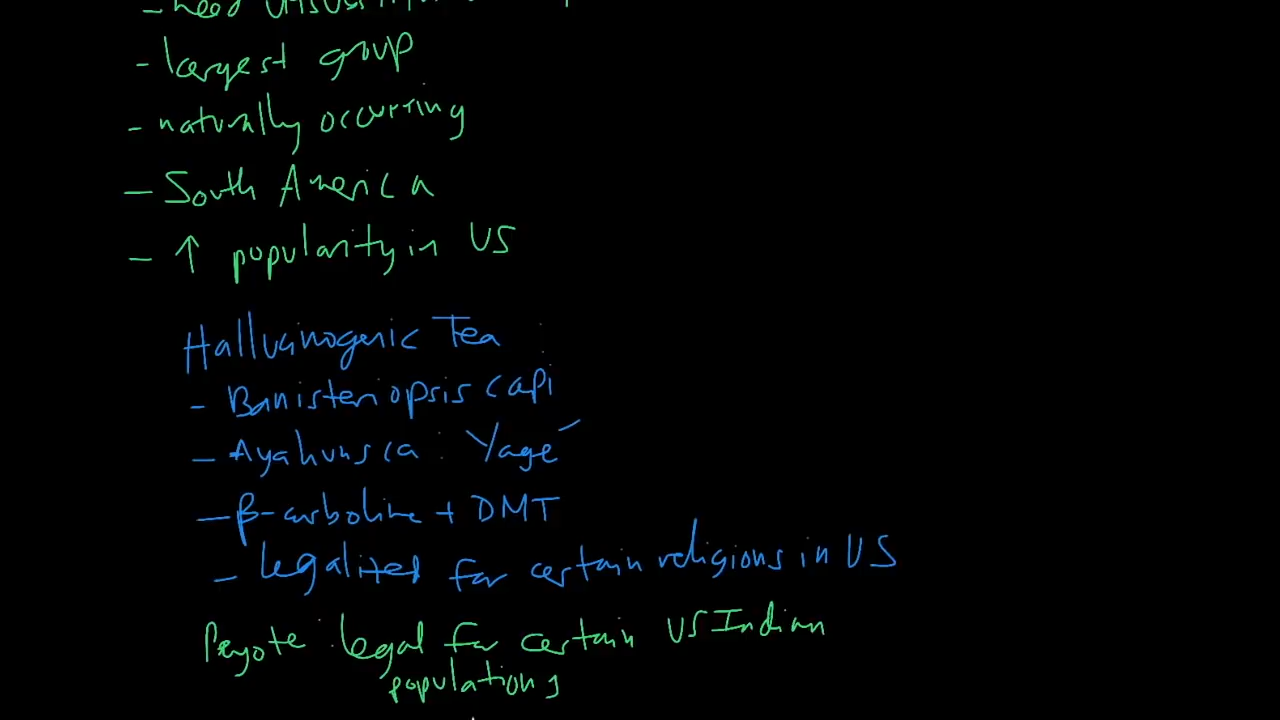 - need
- largest group
- naturally occurring
- South America
- ↑ popularity in US
Hallucinogenic Tea
- Banisteriopsis capi
- Ayahuasca : Yagé
- β-carboline + DMT
- legalized for certain religions in US
Peyote : legal for certain US Indian
populations